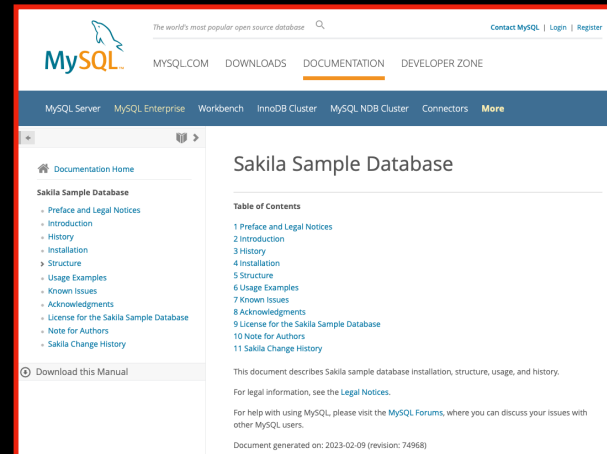 The world's most popular open source database
Contact MySQL | Login | Register
MySQL
MYSQL.COM DOWNLOADS DOCUMENTATION DEVELOPER ZONE
MySQL Server MySQL Enterprise Workbench InnoDB Cluster MySQL NDB Cluster Connectors More
Documentation Home
Sakila Sample Database
Preface and Legal Notices
Introduction
History
Installation
Structure
Usage Examples
Known Issues
Acknowledgments
License for the Sakila Sample Database
Note for Authors
Sakila Change History
Download this Manual
Sakila Sample Database
Table of Contents
1 Preface and Legal Notices
2 Introduction
3 History
4 Installation
5 Structure
6 Usage Examples
7 Known Issues
8 Acknowledgments
9 License for the Sakila Sample Database
10 Note for Authors
11 Sakila Change History
This document describes Sakila sample database installation, structure, usage, and history.
For legal information, see the Legal Notices.
For help with using MySQL, please visit the MySQL Forums, where you can discuss your issues with
other MySQL users.
Document generated on: 2023-02-09 (revision: 74968)